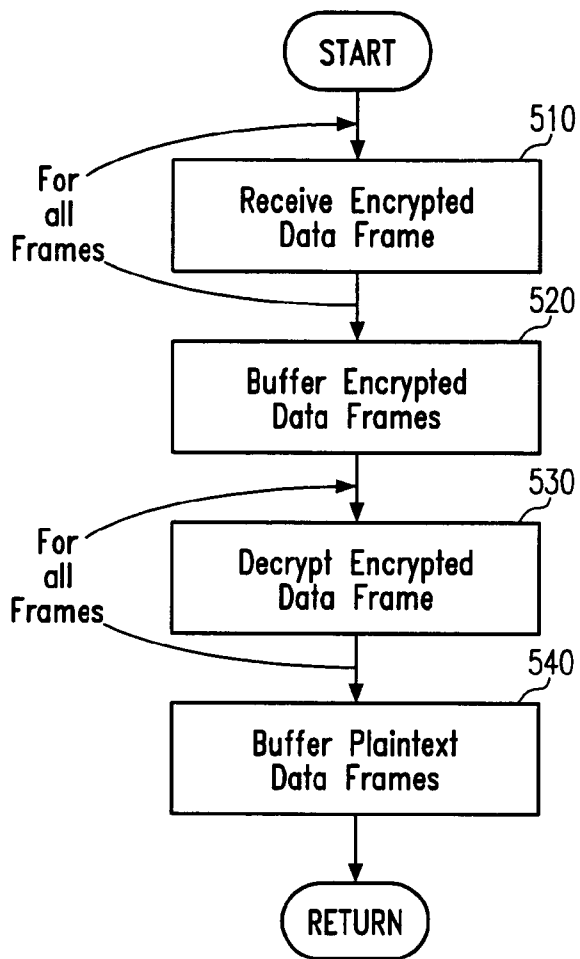 START
510
For
all
Frames
Receive Encrypted
Data Frame
520
Buffer Encrypted
Data Frames
530
For
all
Frames
Decrypt Encrypted
Data Frame
540
Buffer Plaintext
Data Frames
RETURN